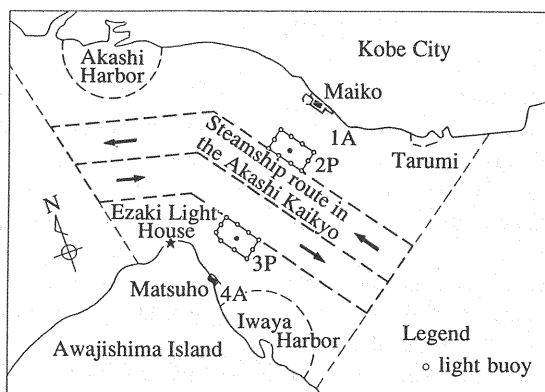 Akashi
Harbor
Kobe City
Maiko
1A
2P
Tarumi
Steamship route in
the Akashi Kaikyo
N
Ezaki Light
House
3P
Matsuho
4A
Iwaya
Harbor
Awajishima Island
Legend
light buoy